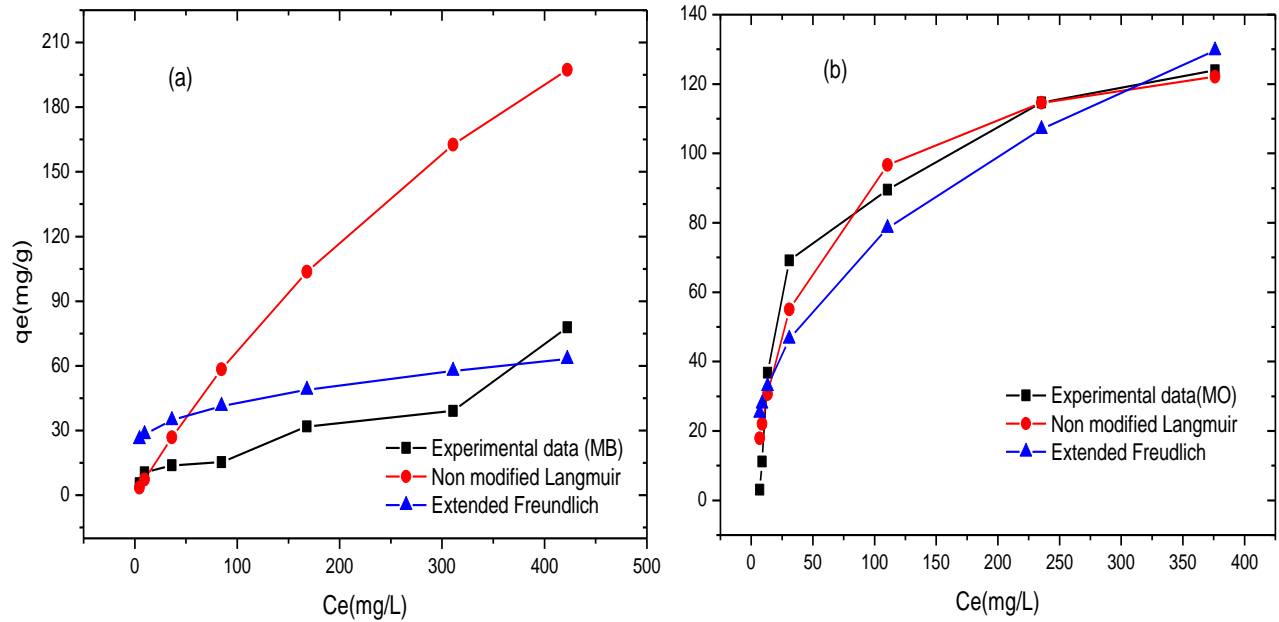 (a)
210
180
150
120
90
60
30
0
qe(mg/g)
Experimental data (MB)
Non modified Langmuir
Extended Freundlich
0 100 200 300 400 500
Ce(mg/L)
(b)
140
120
100
80
60
40
20
0
Experimental data(MO)
Non modified Langmuir
Extended Freudlich
0 50 100 150 200 250 300 350 400
Ce(mg/L)